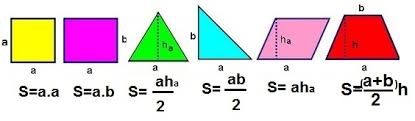 a
a
S=a.a
b
a
S=a.b
b
hₐ
a
S= ahₐ/2
b
a
S= ab/2
hₐ
a
S= ahₐ
b
h
a
S=(a+b)/2 h